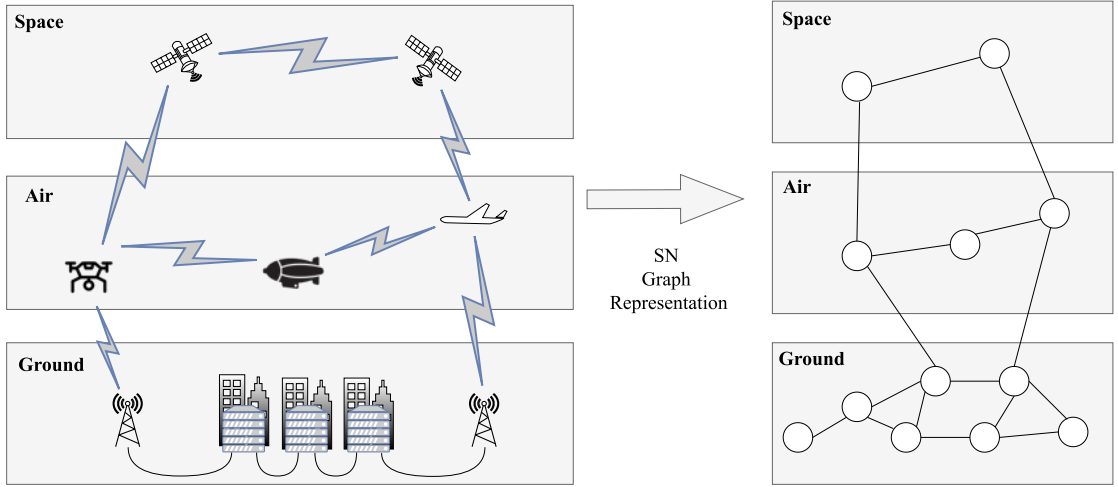 Space
Air
Ground
SN
Graph
Representation
Space
Air
Ground